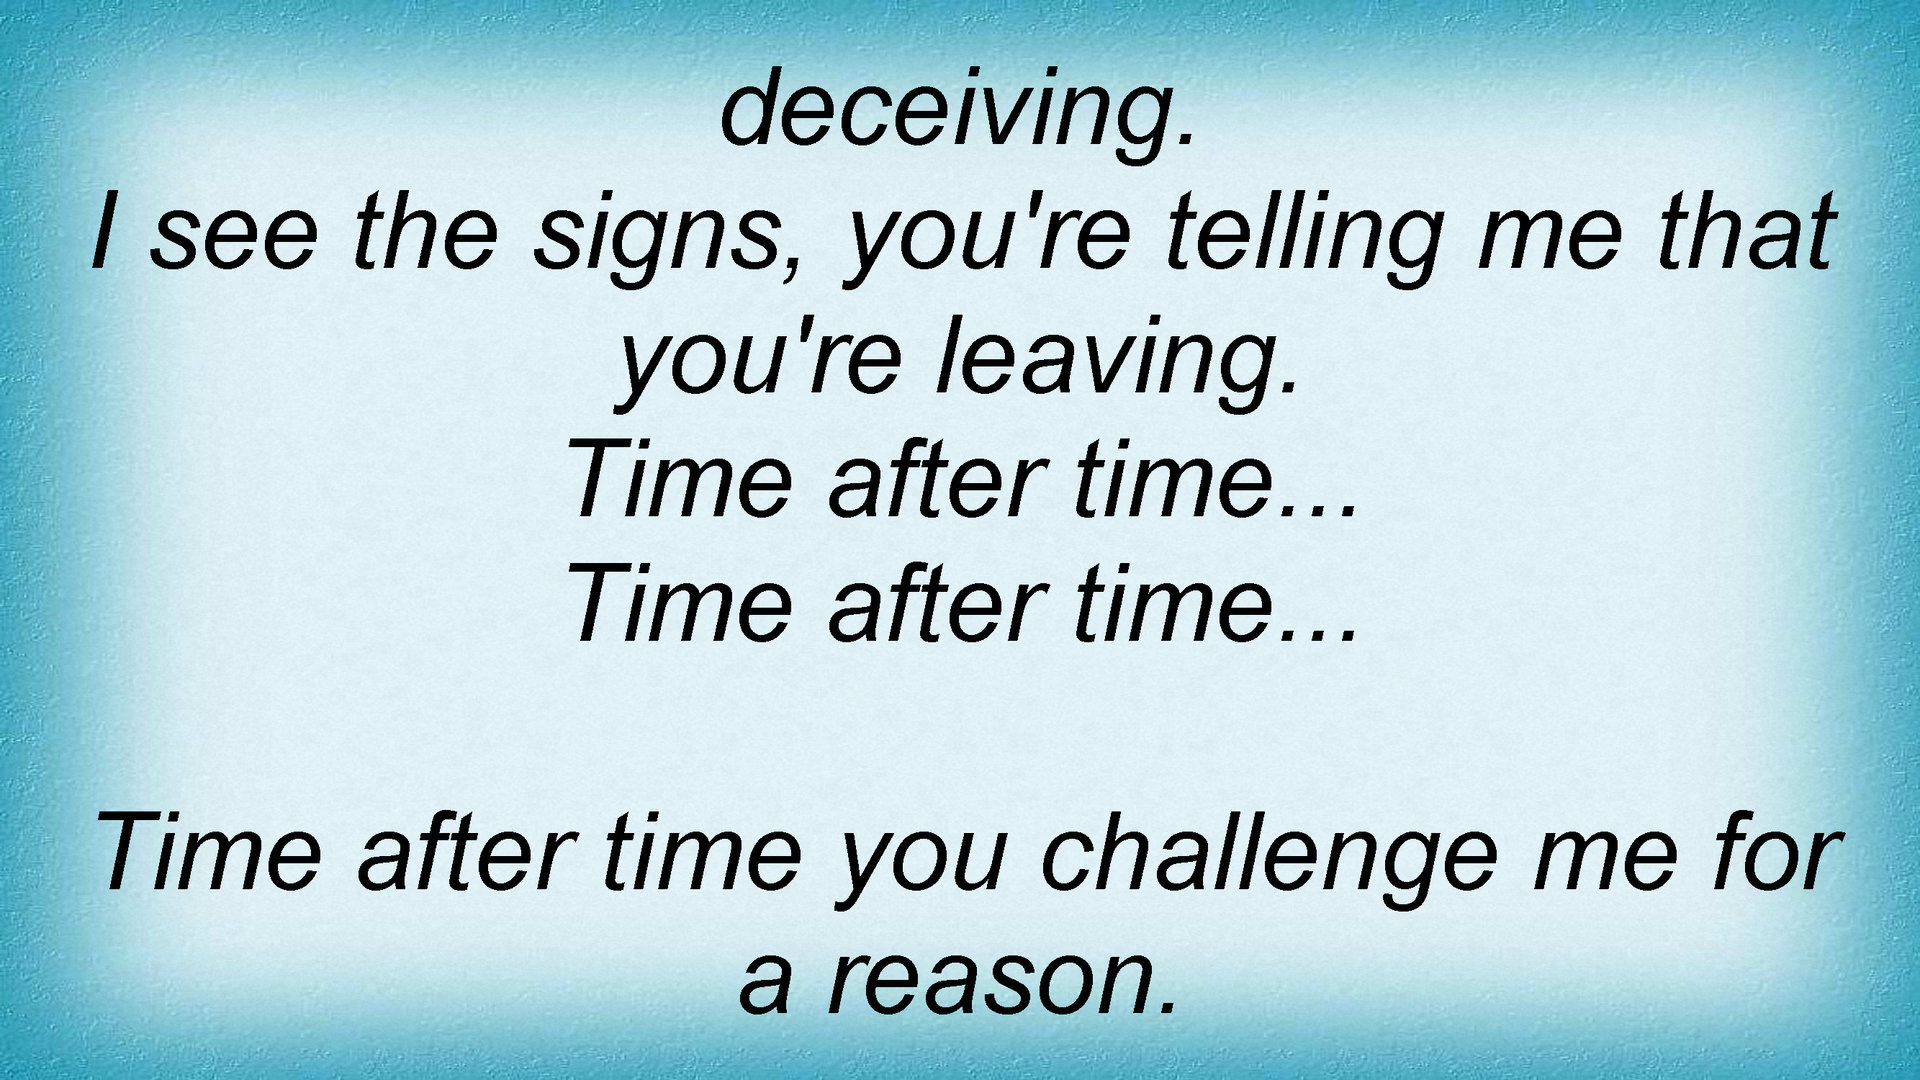 deceiving.
I see the signs, you're telling me that
you're leaving.
Time after time...
Time after time...
Time after time you challenge me for
a reason.